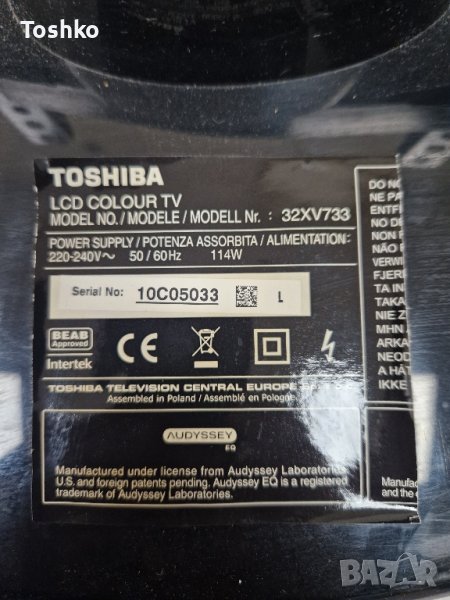 Toshko
TOSHIBA
LCD COLOUR TV
MODEL NO. / MODELE / MODELL Nr. : 32XV733
POWER SUPPLY / POTENZA ASSORBITA / ALIMENTATION:
220-240V~ 50 / 60Hz 114W
Serial No: 10C05033 L
BEAB
Approved
Intertek
CE
TOSHIBA TELEVISION CENTRAL EUROPE
Assembled in Poland / Assemblé en Pologne
AUDYSSEY
EQ
Manufactured under license from Audyssey Laboratories.
U.S. and foreign patents pending. Audyssey EQ is a registered
trademark of Audyssey Laboratories.
DO
NE PA
ENTFE
NO DE
NON
NÃO
VERWI
FJERI
TA IN
TAKA
NIE Z
MHN
ARKA
NEOD
A HÁT
IKKE
Manufac
and the
BAZAR